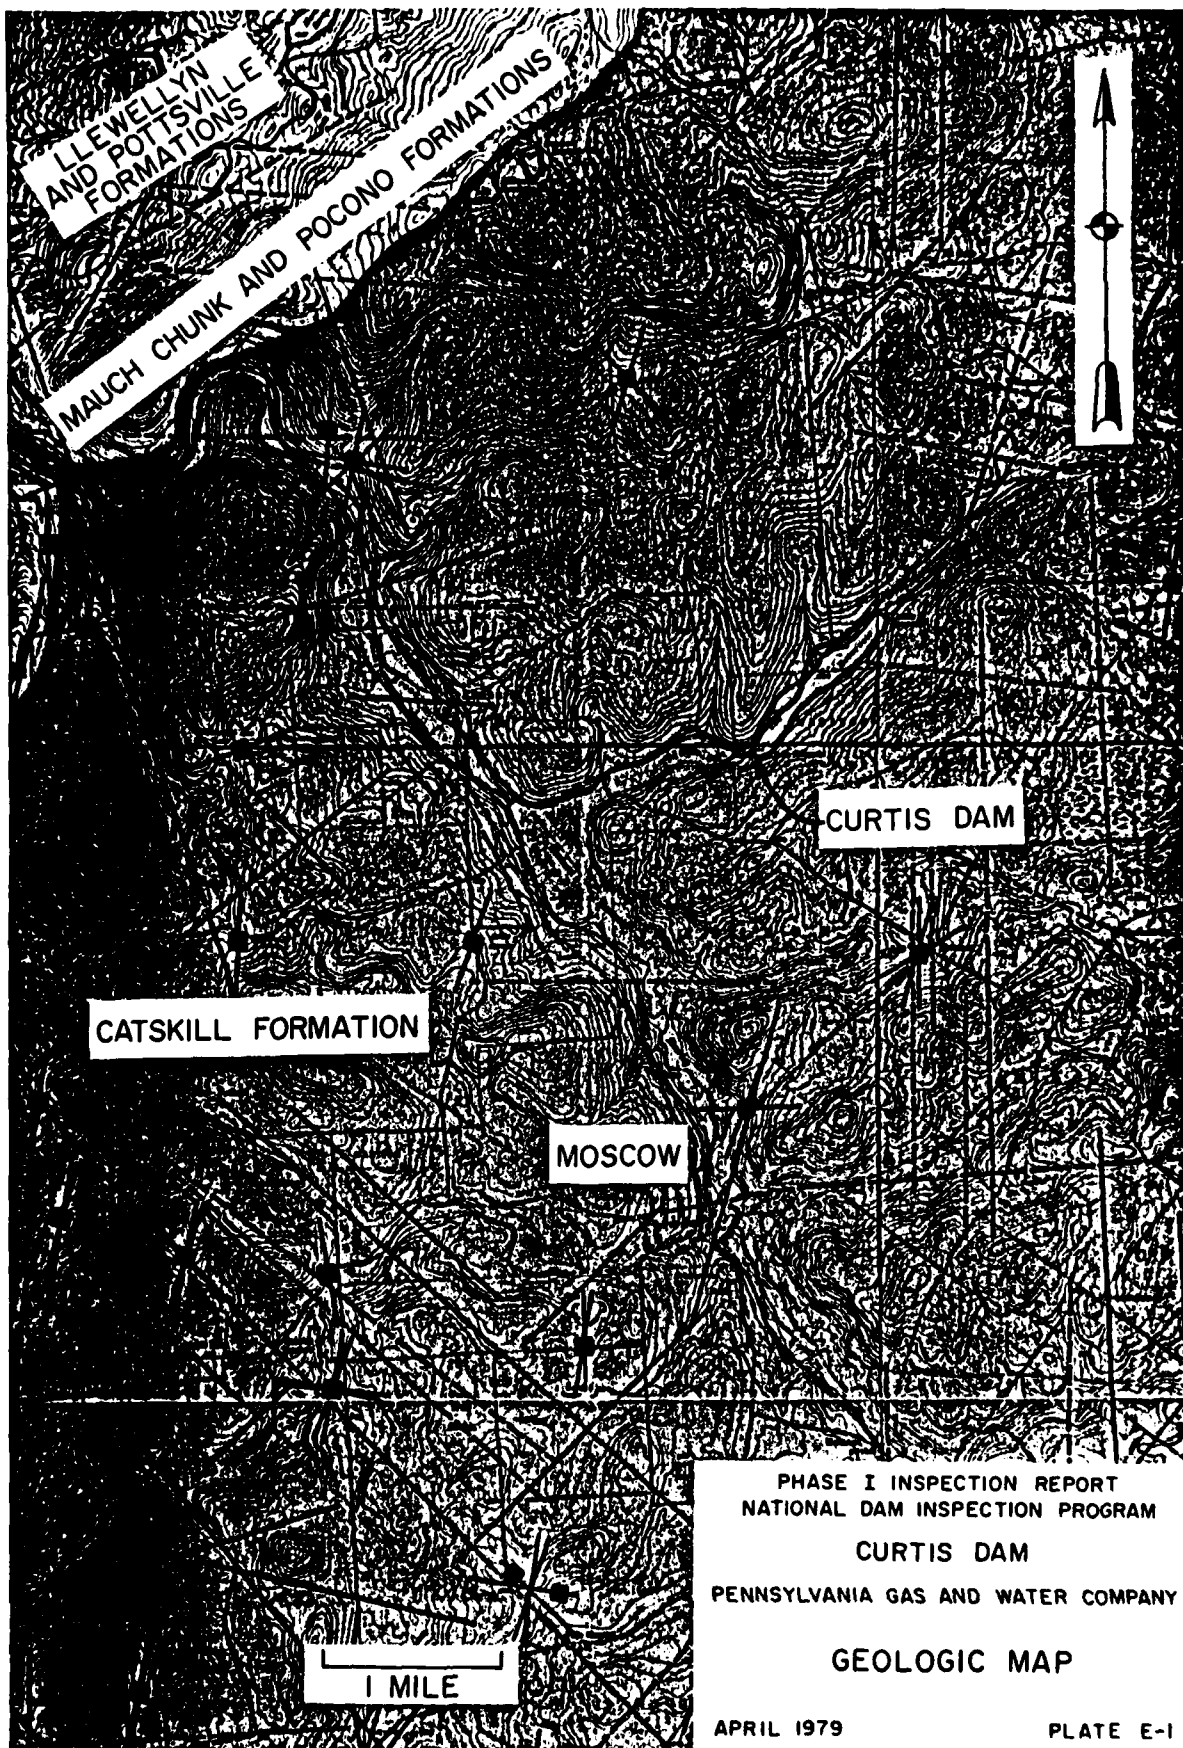 LLEWELLYN
AND POTTSVILLE
FORMATIONS
MAUCH CHUNK AND POCONO FORMATIONS
CURTIS DAM
CATSKILL FORMATION
MOSCOW
1 MILE
PHASE I INSPECTION REPORT
NATIONAL DAM INSPECTION PROGRAM
CURTIS DAM
PENNSYLVANIA GAS AND WATER COMPANY
GEOLOGIC MAP
APRIL 1979
PLATE E-1